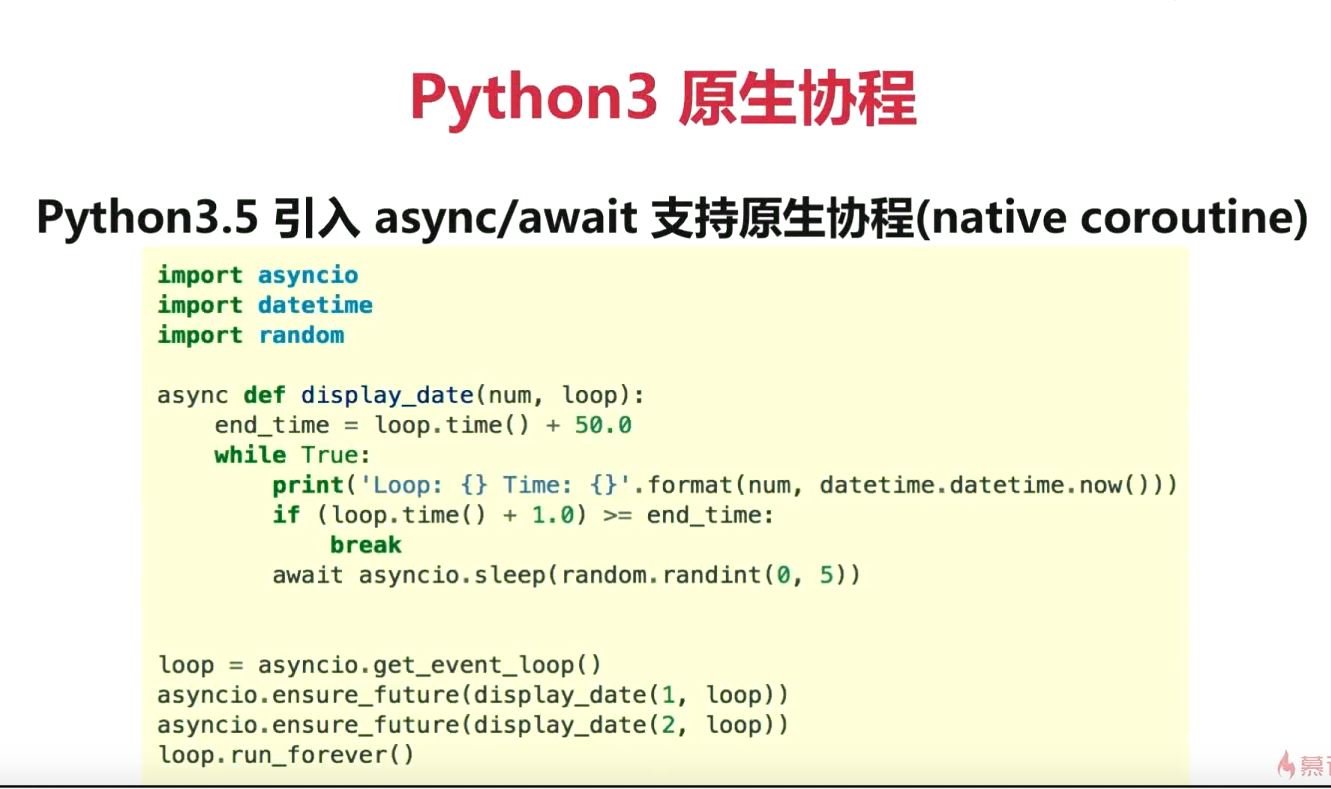 Python3 原生协程
Python3.5 引入 async/await 支持原生协程(native coroutine)
import asyncio
import datetime
import random
async def display_date(num, loop):
    end_time = loop.time() + 50.0
    while True:
        print('Loop: {} Time: {}'.format(num, datetime.datetime.now()))
        if (loop.time() + 1.0) >= end_time:
            break
        await asyncio.sleep(random.randint(0, 5))
loop = asyncio.get_event_loop()
asyncio.ensure_future(display_date(1, loop))
asyncio.ensure_future(display_date(2, loop))
loop.run_forever()
慕